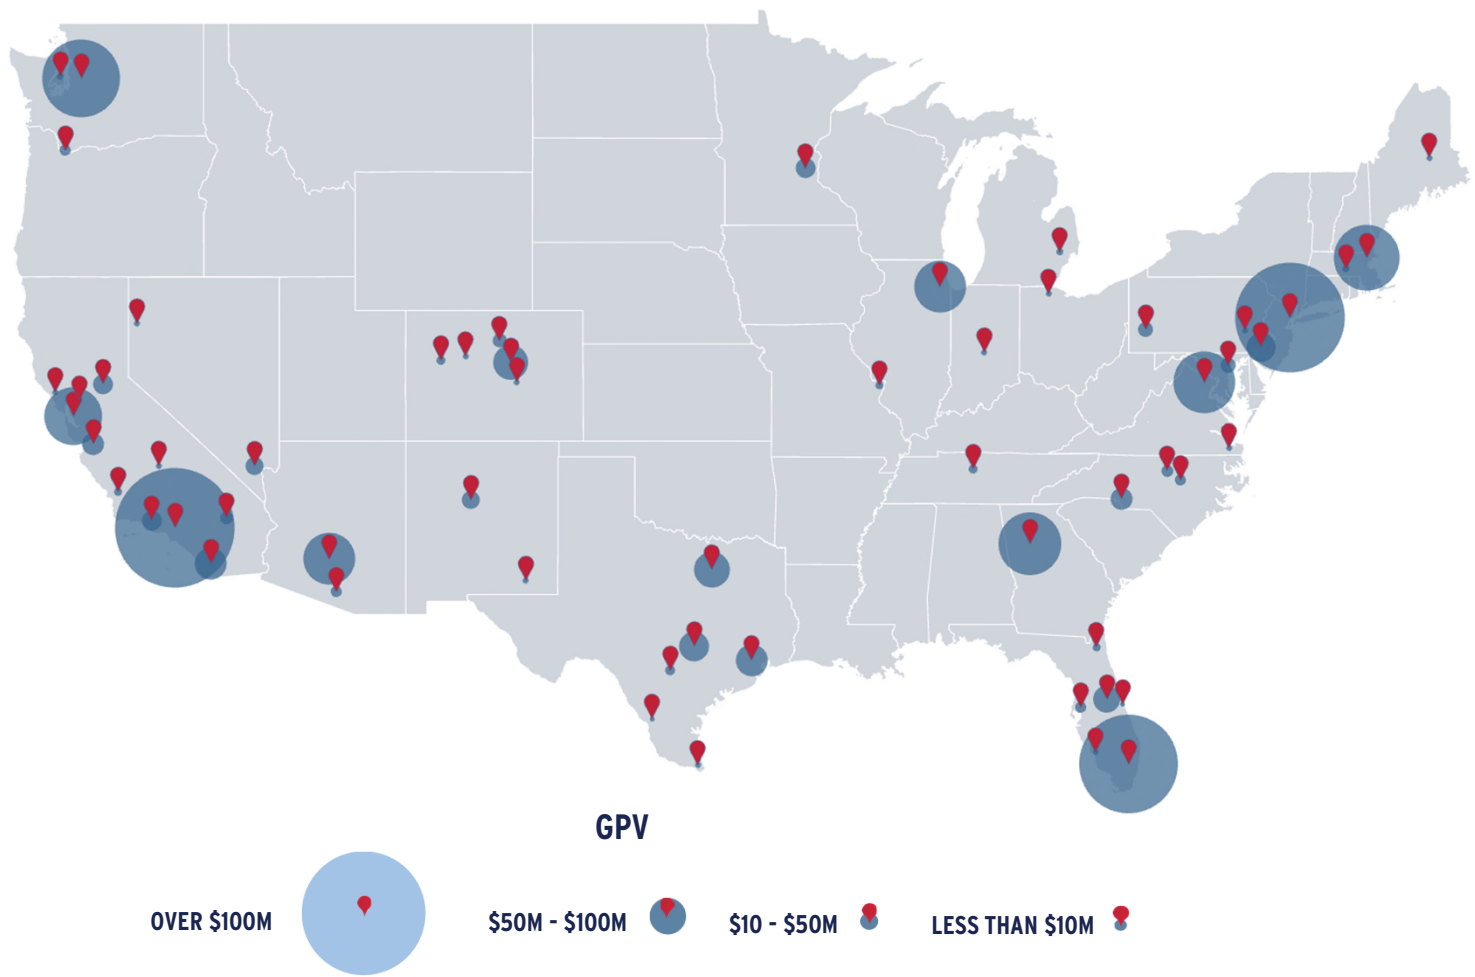 GPV
OVER $100M
$50M - $100M
$10 - $50M
LESS THAN $10M